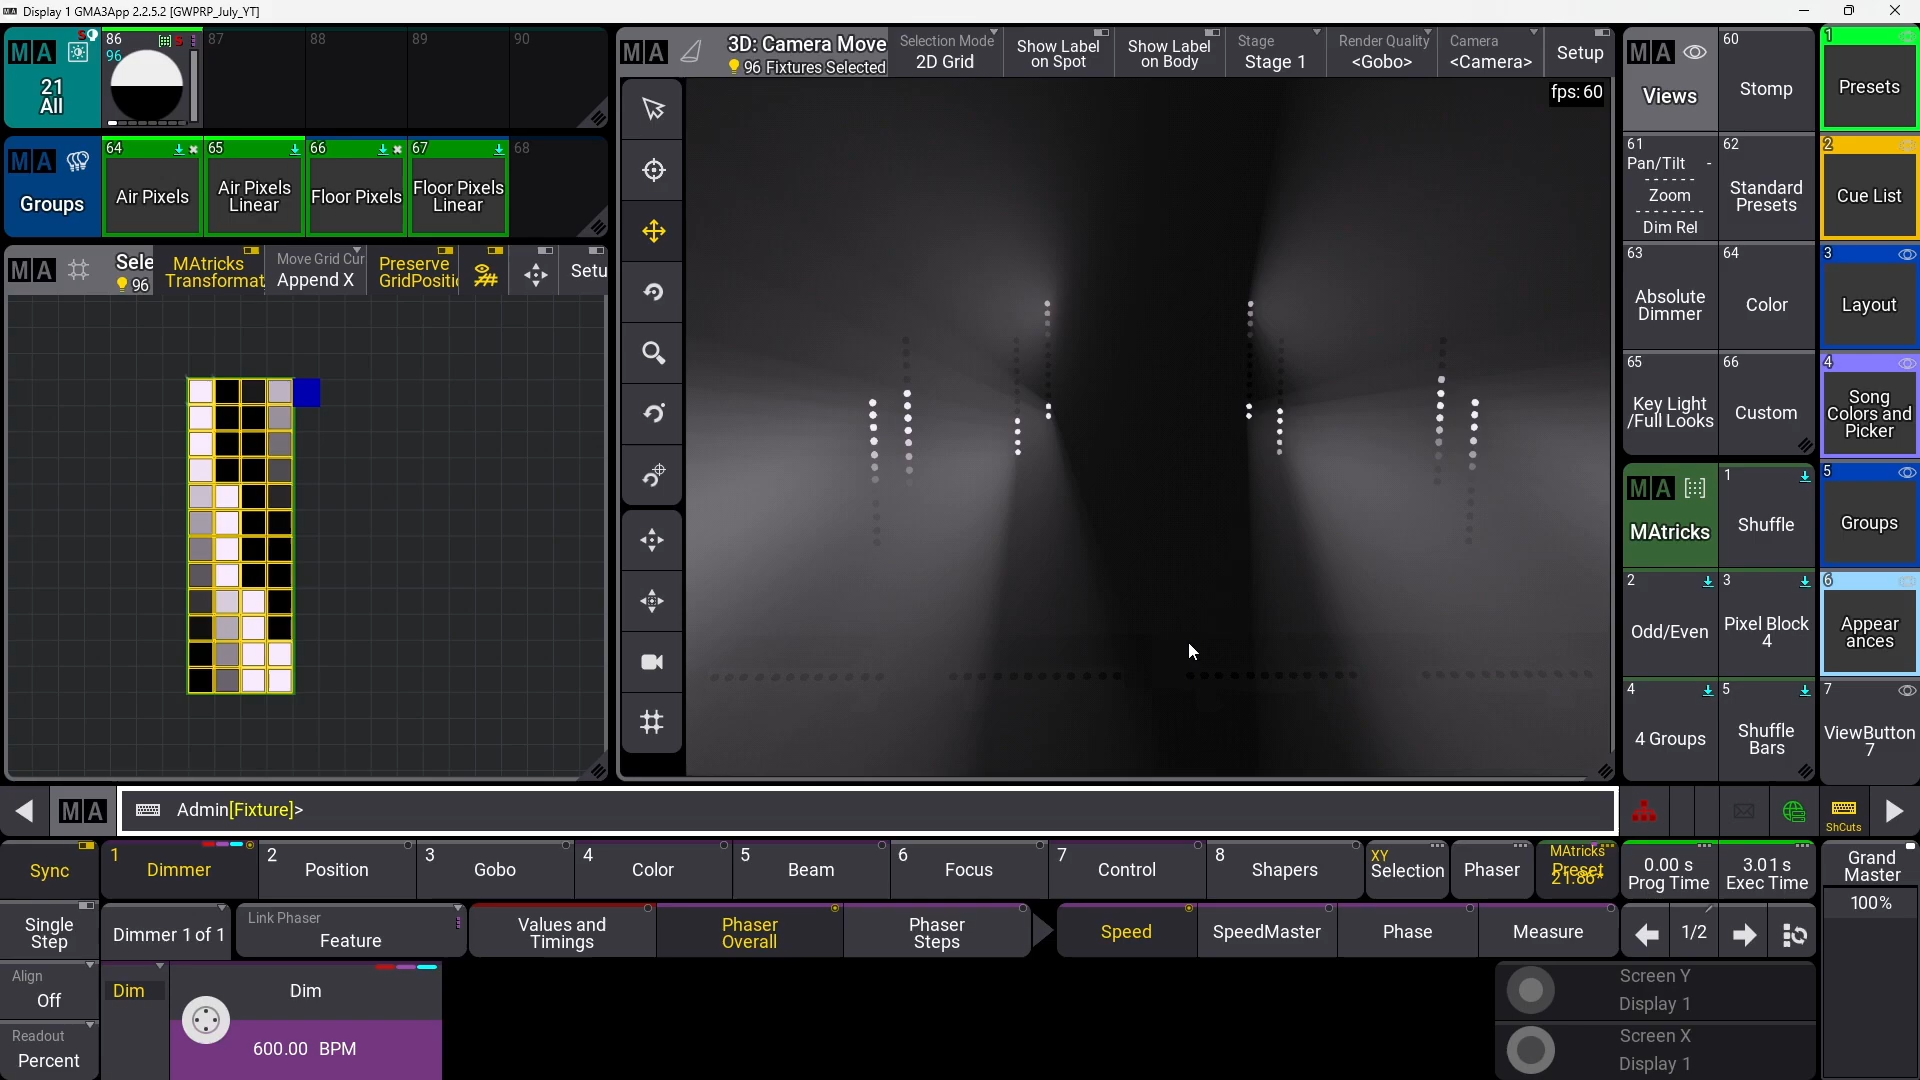 Display 1 GMA3App 2.2.5.2 [GWPRP_July_YT]
MA
21
All
86
96
87
88
89
90
MA
Groups
64
Air Pixels
65
Air Pixels
Linear
66
Floor Pixels
67
Floor Pixels
Linear
68
MA
Sele
96
MAtricks
Transformat
Move Grid Cur
Append X
Preserve
GridPositi
Setu
MA
3D: Camera Move
96 Fixtures Selected
Selection Mode
2D Grid
Show Label
on Spot
Show Label
on Body
Stage
Stage 1
Render Quality
<Gobo>
Camera
<Camera>
Setup
fps: 60
MA
Views
60
Stomp
61
Pan/Tilt -
Zoom
Dim Rel
62
Standard
Presets
63
Absolute
Dimmer
64
Color
65
Key Light
/Full Looks
66
Custom
MA
MAtricks
1
Shuffle
2
Odd/Even
3
Pixel Block
4
4
4 Groups
5
Shuffle
Bars
1
Presets
2
Cue List
3
Layout
4
Song
Colors and
Picker
5
Groups
6
Appear
ances
7
ViewButton
7
MA
Admin[Fixture]>
ShCuts
Sync
1
Dimmer
2
Position
3
Gobo
4
Color
5
Beam
6
Focus
7
Control
8
Shapers
XY
Selection
Phaser
MAtricks
Preset
21.86*
0.00 s
Prog Time
3.01 s
Exec Time
Grand
Master
100%
Single
Step
Dimmer 1 of 1
Link Phaser
Feature
Values and
Timings
Phaser
Overall
Phaser
Steps
Speed
SpeedMaster
Phase
Measure
1/2
Align
Off
Dim
Dim
600.00 BPM
Readout
Percent
Screen Y
Display 1
Screen X
Display 1